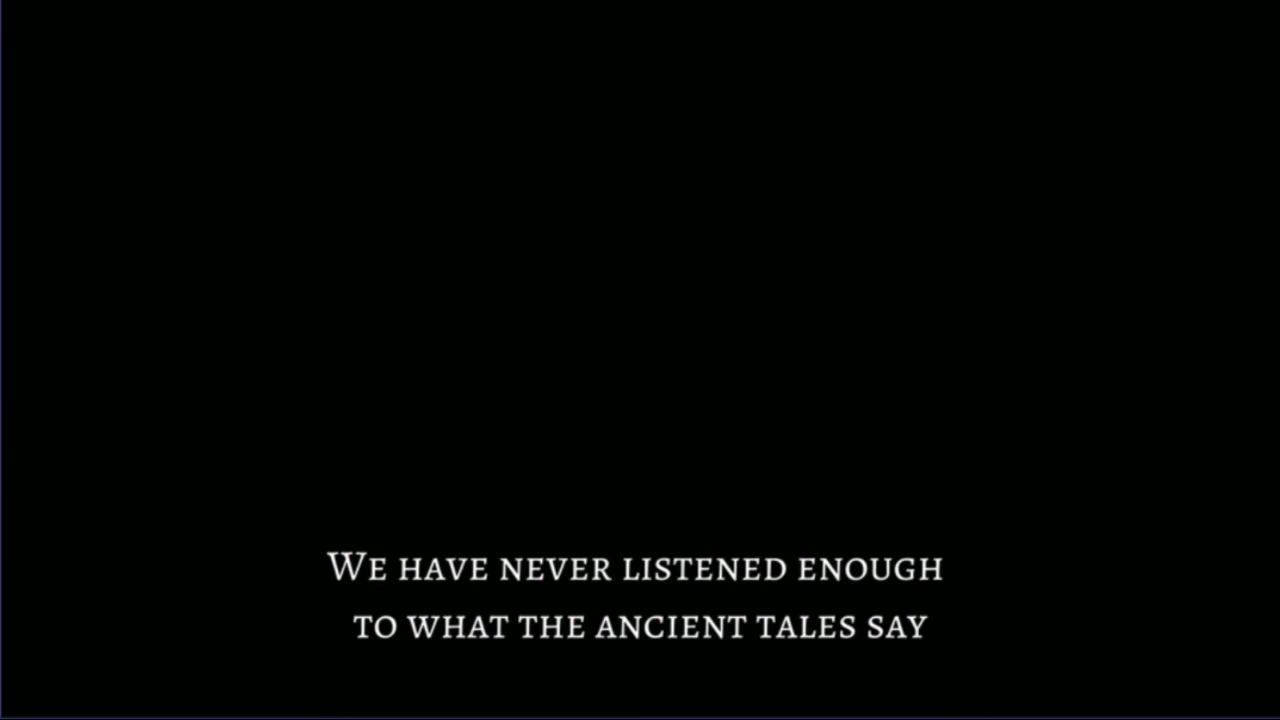 We have never listened enough
to what the ancient tales say